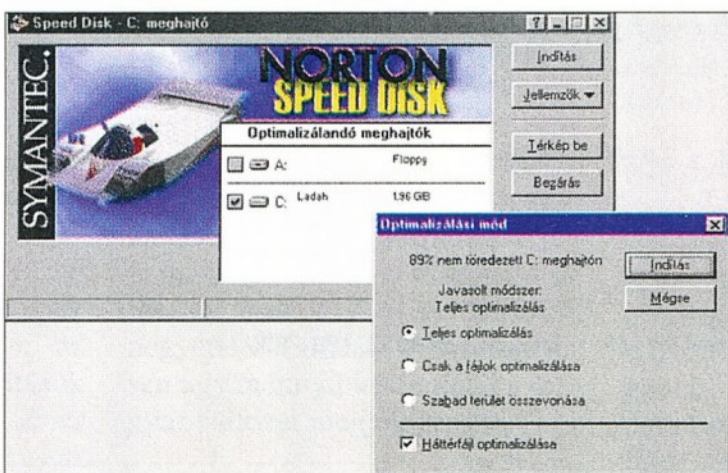 Speed Disk - C: meghajtó
SYMANTEC.
NORTON
SPEED DISK
Optimalizálandó meghajtók
A: Floppy
C: Ladah 1.96 GB
Indítás
Jellemzők
Térkép be
Bezárás
Optimalizálási mód
89% nem töredezett C: meghajtón
Javasolt módszer:
Teljes optimalizálás
Teljes optimalizálás
Csak a fájlok optimalizálása
Szabad terület összevonása
Háttérfájl optimalizálása
Indítás
Mégse